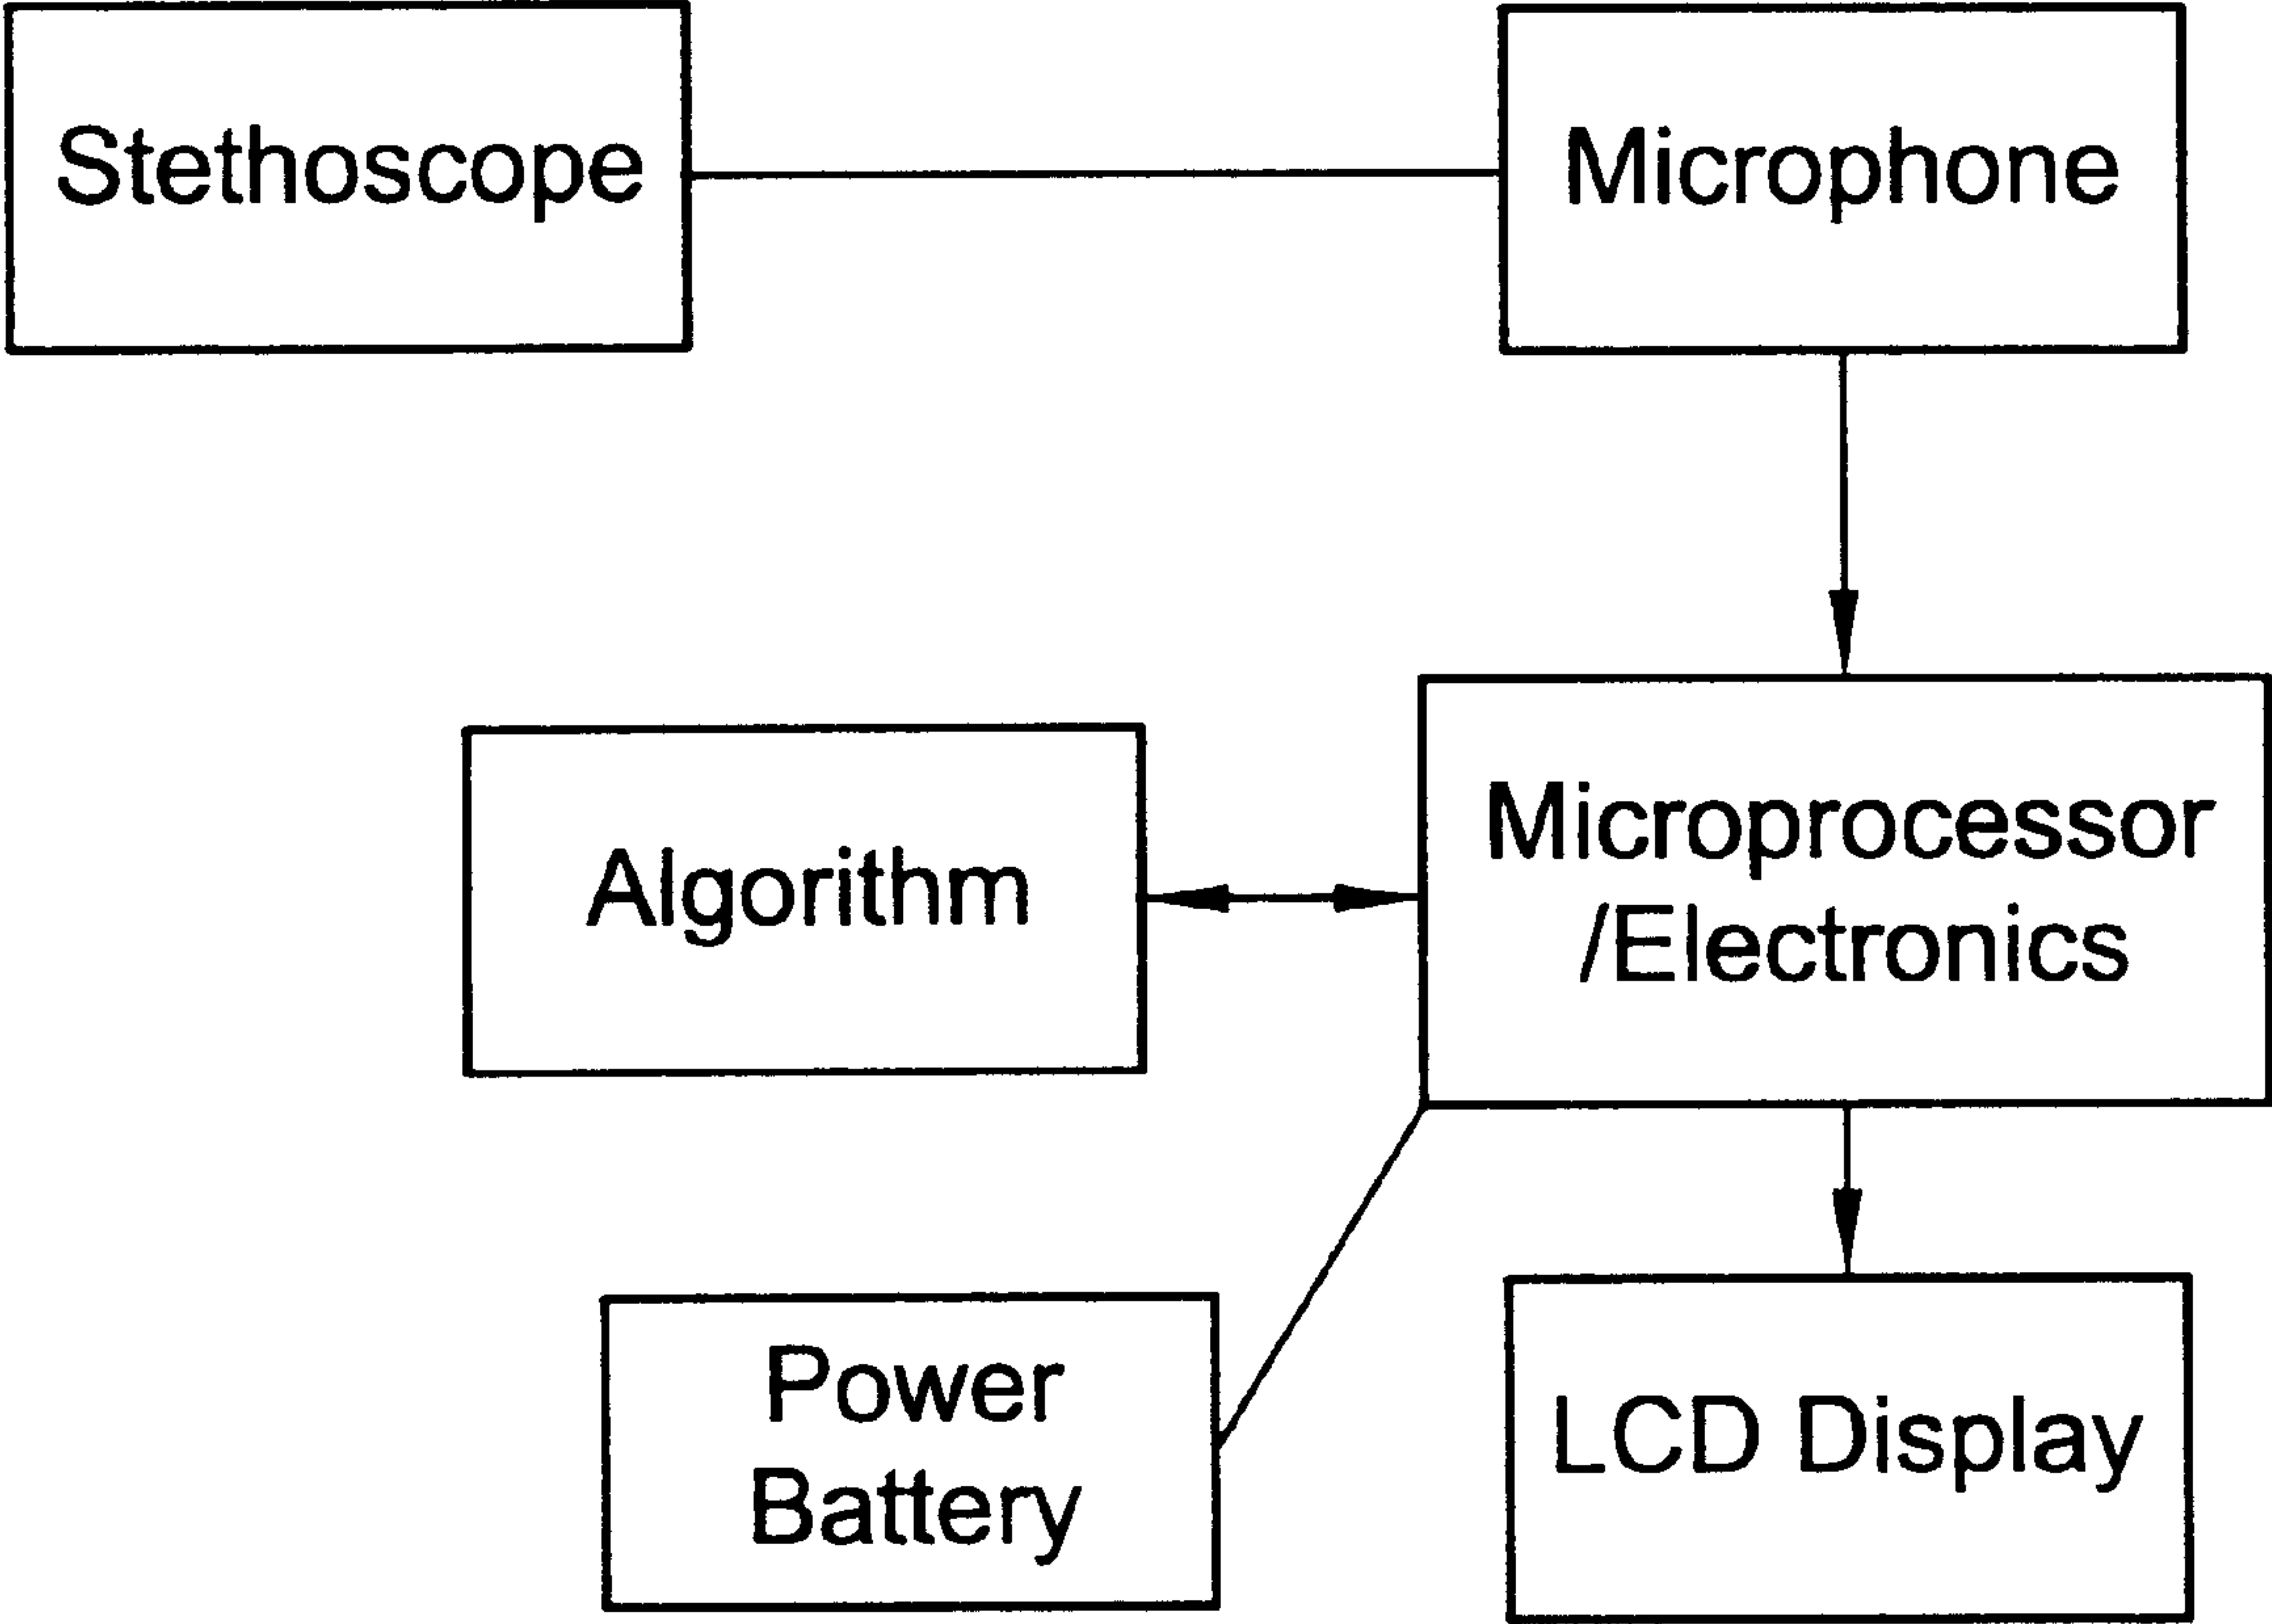 Stethoscope
Microphone
Algorithm
Microprocessor
/Electronics
Power
Battery
LCD Display